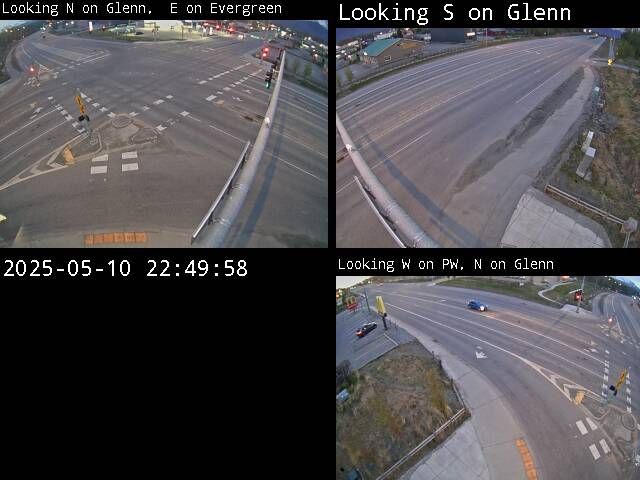 Looking N on Glenn,  E on Evergreen
Looking S on Glenn
2025-05-10 22:49:58
Looking W on PW, N on Glenn